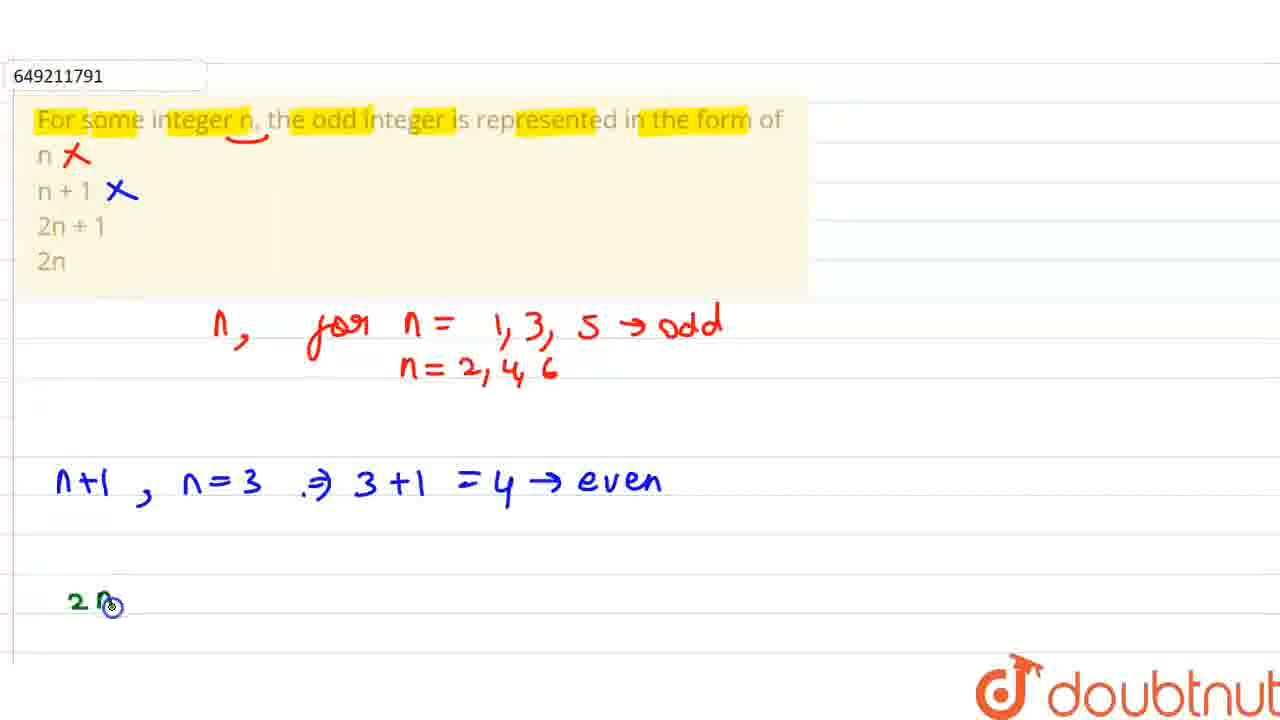 649211791
For some integer n, the odd integer is represented in the form of
n
n + 1
2n + 1
2n
n, for n = 1, 3, 5 → odd
n = 2, 4, 6
n+1 , n = 3 ⇒ 3 + 1 = 4 → even
2n
doubtnut